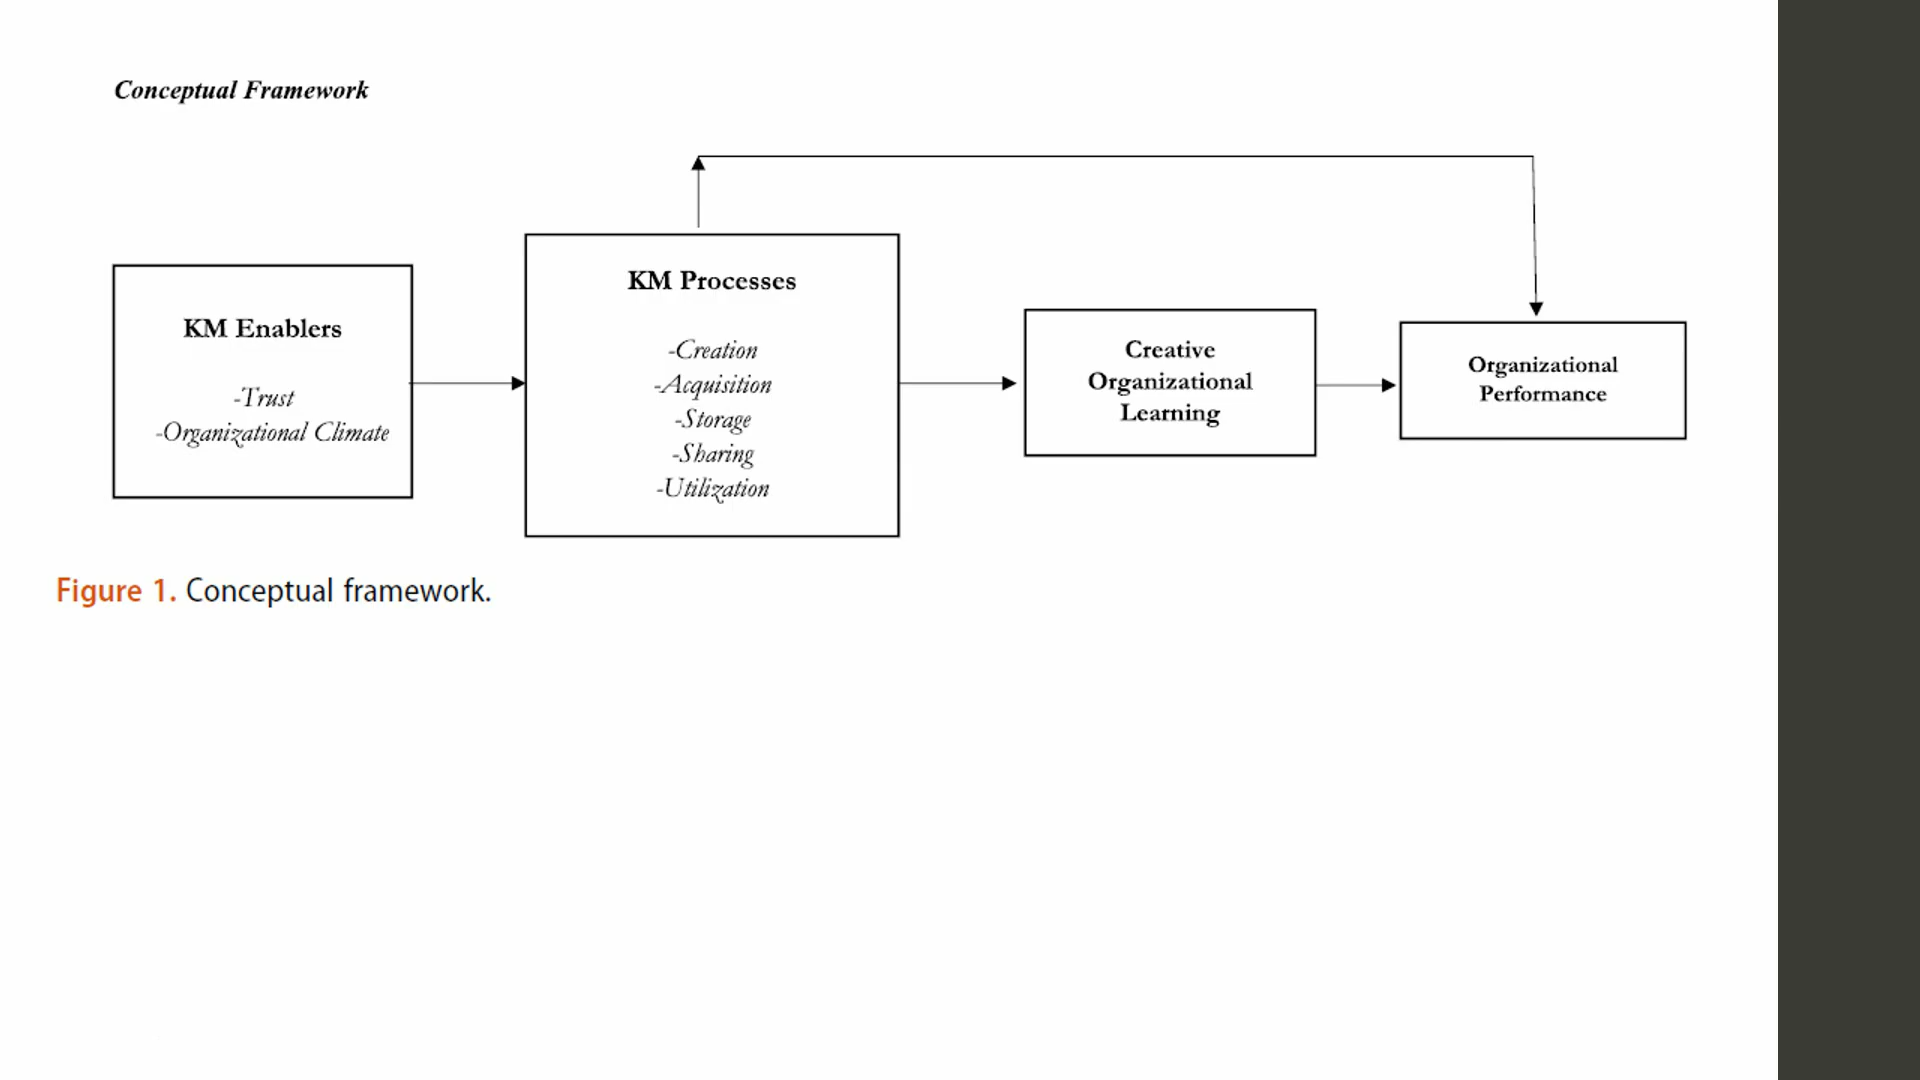 Conceptual Framework
KM Enablers
-Trust
-Organizational Climate
KM Processes
-Creation
-Acquisition
-Storage
-Sharing
-Utilization
Creative
Organizational
Learning
Organizational
Performance
Figure 1. Conceptual framework.